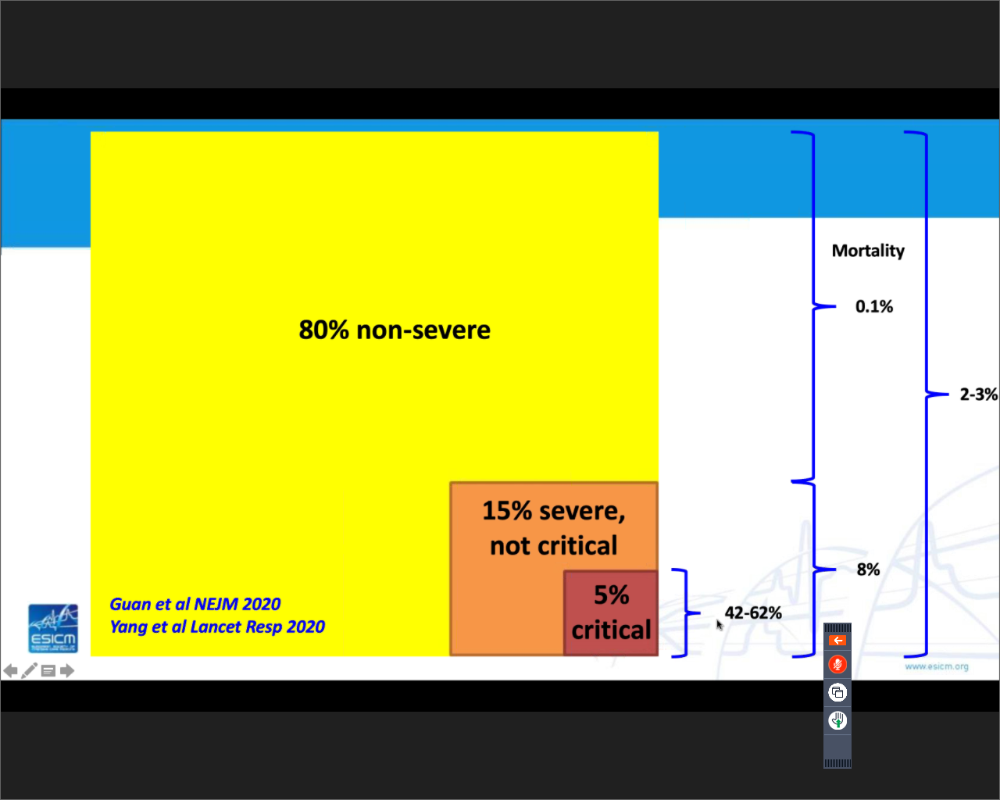 Mortality
0.1%
80% non-severe
2-3%
15% severe,
not critical
8%
5%
critical
42-62%
Guan et al NEJM 2020
Yang et al Lancet Resp 2020
ESICM
www.esicm.org